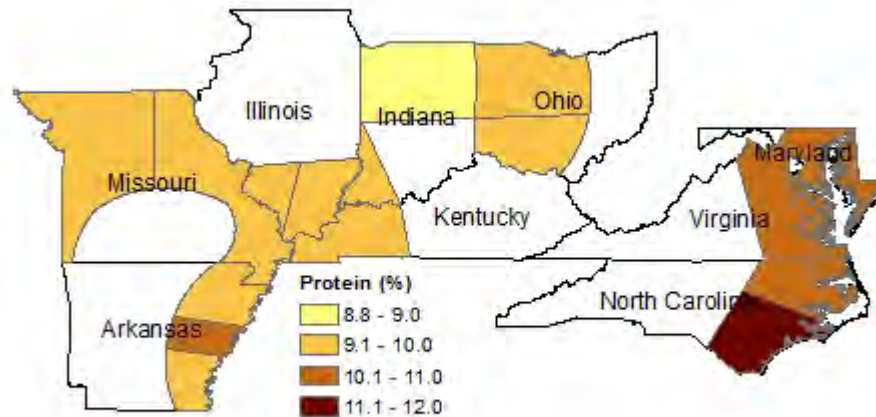 Illinois
Indiana
Ohio
Maryland
Missouri
Kentucky
Virginia
Protein (%)
8.8 - 9.0
North Carolin
Arkansas
9.1 - 10.0
10.1 - 11.0
11.1 - 12.0